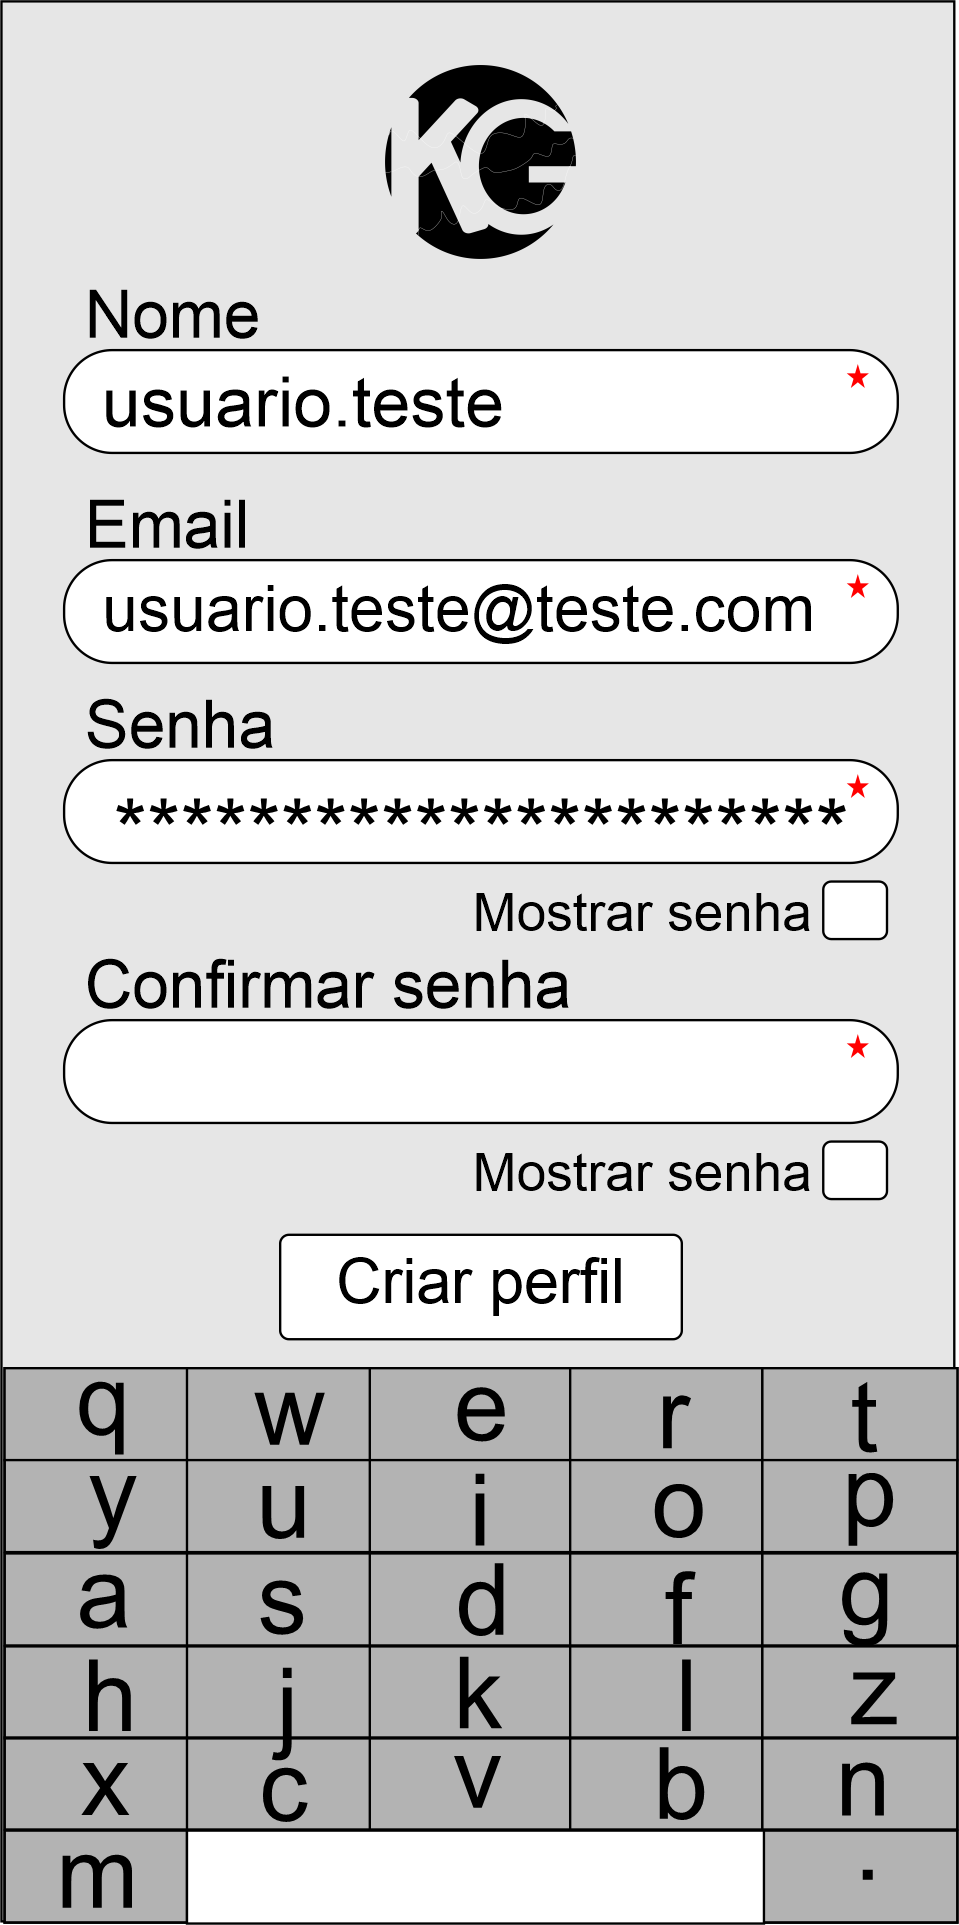 KG
Nome
usuario.teste
Email
usuario.teste@teste.com
Senha
**********************
Mostrar senha
Confirmar senha
Mostrar senha
Criar perfil
q w e r t
y u i o p
a s d f g
h j k l z
x c v b n
m .